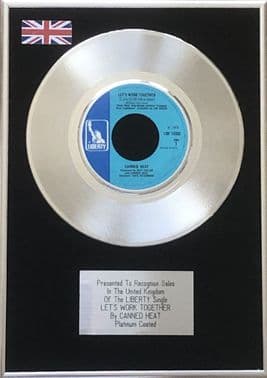 LET'S WORK TOGETHER
LIBERTY
CANNED HEAT
Presented To Recognise Sales
In The United Kingdom
Of The LIBERTY Single
LET'S WORK TOGETHER
By CANNED HEAT
Platinum Coated